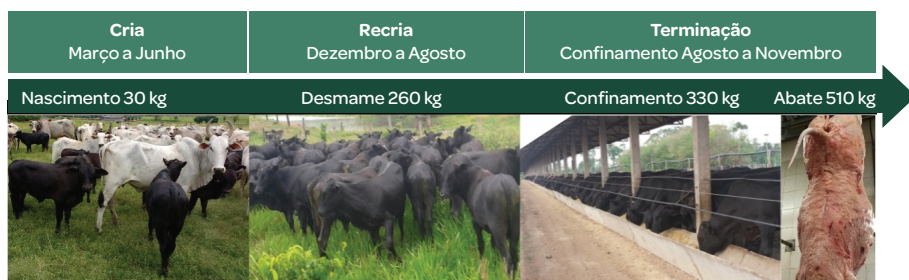 Cria
Março a Junho
Recria
Dezembro a Agosto
Terminação
Confinamento Agosto a Novembro
Nascimento 30 kg
Desmame 260 kg
Confinamento 330 kg
Abate 510 kg